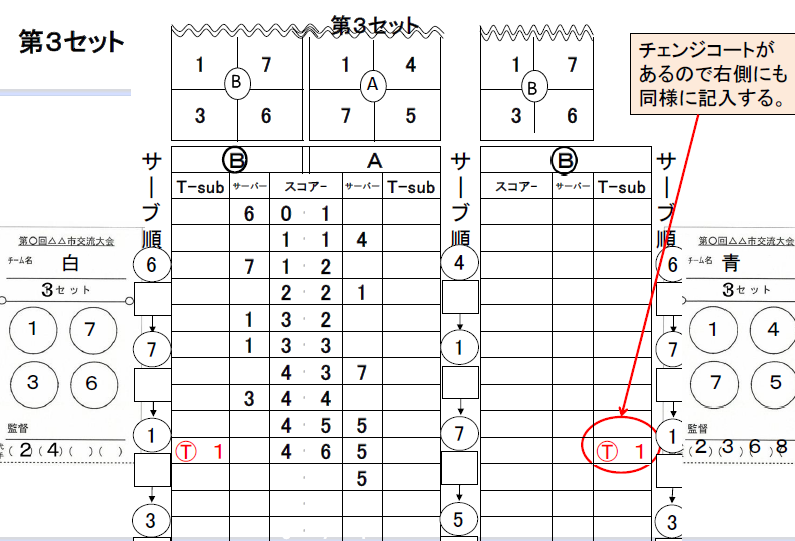 第３セット
第３セット
1 7
B
3 6
1 4
A
7 5
1 7
B
3 6
チェンジコートが
あるので右側にも
同様に記入する。
サーブ順
Ⓑ A
T-sub サーバー スコアー サーバー T-sub
6 0 1
1 1 4
7 1 2
2 2 1
1 3 2
1 3 3
4 3 7
3 4 4
4 5 5
Ⓣ 1 4 6 5
5
サーブ順
Ⓑ
スコアー サーバー T-sub
Ⓣ 1
サーブ順
第〇回△△市交流大会
チーム名 白
3セット
1 7
3 6
監督
(2)(4)( )( )
6
7
1
3
4
1
7
5
6
7
1
3
第〇回△△市交流大会
チーム名 青
3セット
1 4
7 5
監督
(2)(3)(6)(8